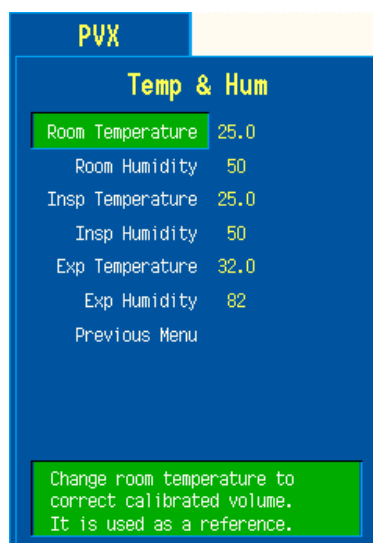 PVX
Temp & Hum
Room Temperature 25.0
Room Humidity 50
Insp Temperature 25.0
Insp Humidity 50
Exp Temperature 32.0
Exp Humidity 82
Previous Menu
Change room temperature to
correct calibrated volume.
It is used as a reference.